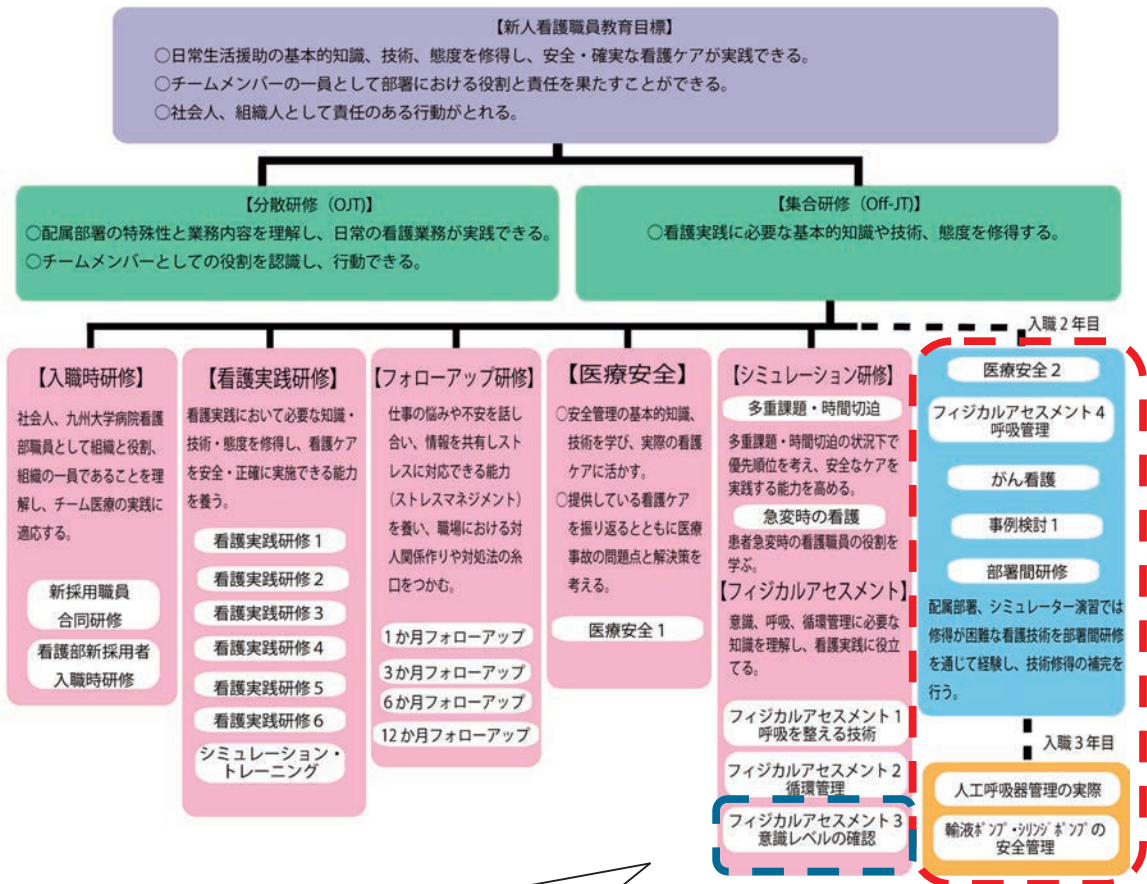 【新人看護職員教育目標】
○日常生活援助の基本的知識、技術、態度を修得し、安全・確実な看護ケアが実践できる。
○チームメンバーの一員として部署における役割と責任を果たすことができる。
○社会人、組織人として責任のある行動がとれる。
【分散研修（OJT)】
○配属部署の特殊性と業務内容を理解し、日常の看護業務が実践できる。
○チームメンバーとしての役割を認識し、行動できる。
【集合研修（Off-JT)】
○看護実践に必要な基本的知識や技術、態度を修得する。
【入職時研修】
社会人、九州大学病院看護
部職員として組織と役割、
組織の一員であることを理
解し、チーム医療の実践に
適応する。
新採用職員
合同研修
看護部新採用者
入職時研修
【看護実践研修】
看護実践において必要な知識・
技術・態度を修得し、看護ケア
を安全・正確に実施できる能力
を養う。
看護実践研修１
看護実践研修２
看護実践研修３
看護実践研修４
看護実践研修５
看護実践研修６
シミュレーション・
トレーニング
【フォローアップ研修】
仕事の悩みや不安を話し
合い、情報を共有しスト
レスに対応できる能力
（ストレスマネジメント）
を養い、職場における対
人関係作りや対処法の糸
口をつかむ。
１か月フォローアップ
３か月フォローアップ
６か月フォローアップ
12 か月フォローアップ
【医療安全】
○安全管理の基本的知識、
技術を学び、実際の看護
ケアに活かす。
○提供している看護ケア
を振り返るとともに医療
事故の問題点と解決策を
考える。
医療安全１
【シミュレーション研修】
多重課題・時間切迫
多重課題・時間切迫の状況下で
優先順位を考え、安全なケアを
実践する能力を高める。
急変時の看護
患者急変時の看護職員の役割を
学ぶ。
【フィジカルアセスメント】
意識、呼吸、循環管理に必要な
知識を理解し、看護実践に役立
てる。
フィジカルアセスメント１
呼吸を整える技術
フィジカルアセスメント２
循環管理
フィジカルアセスメント３
意識レベルの確認
入職２年目
医療安全２
フィジカルアセスメント４
呼吸管理
がん看護
事例検討１
部署間研修
配属部署、シミュレーター演習では
修得が困難な看護技術を部署間研修
を通じて経験し、技術修得の補完を
行う。
入職３年目
人工呼吸器管理の実際
輸液ﾎﾟﾝﾌﾟ・ｼﾘﾝｼﾞﾎﾟﾝﾌﾟの
安全管理